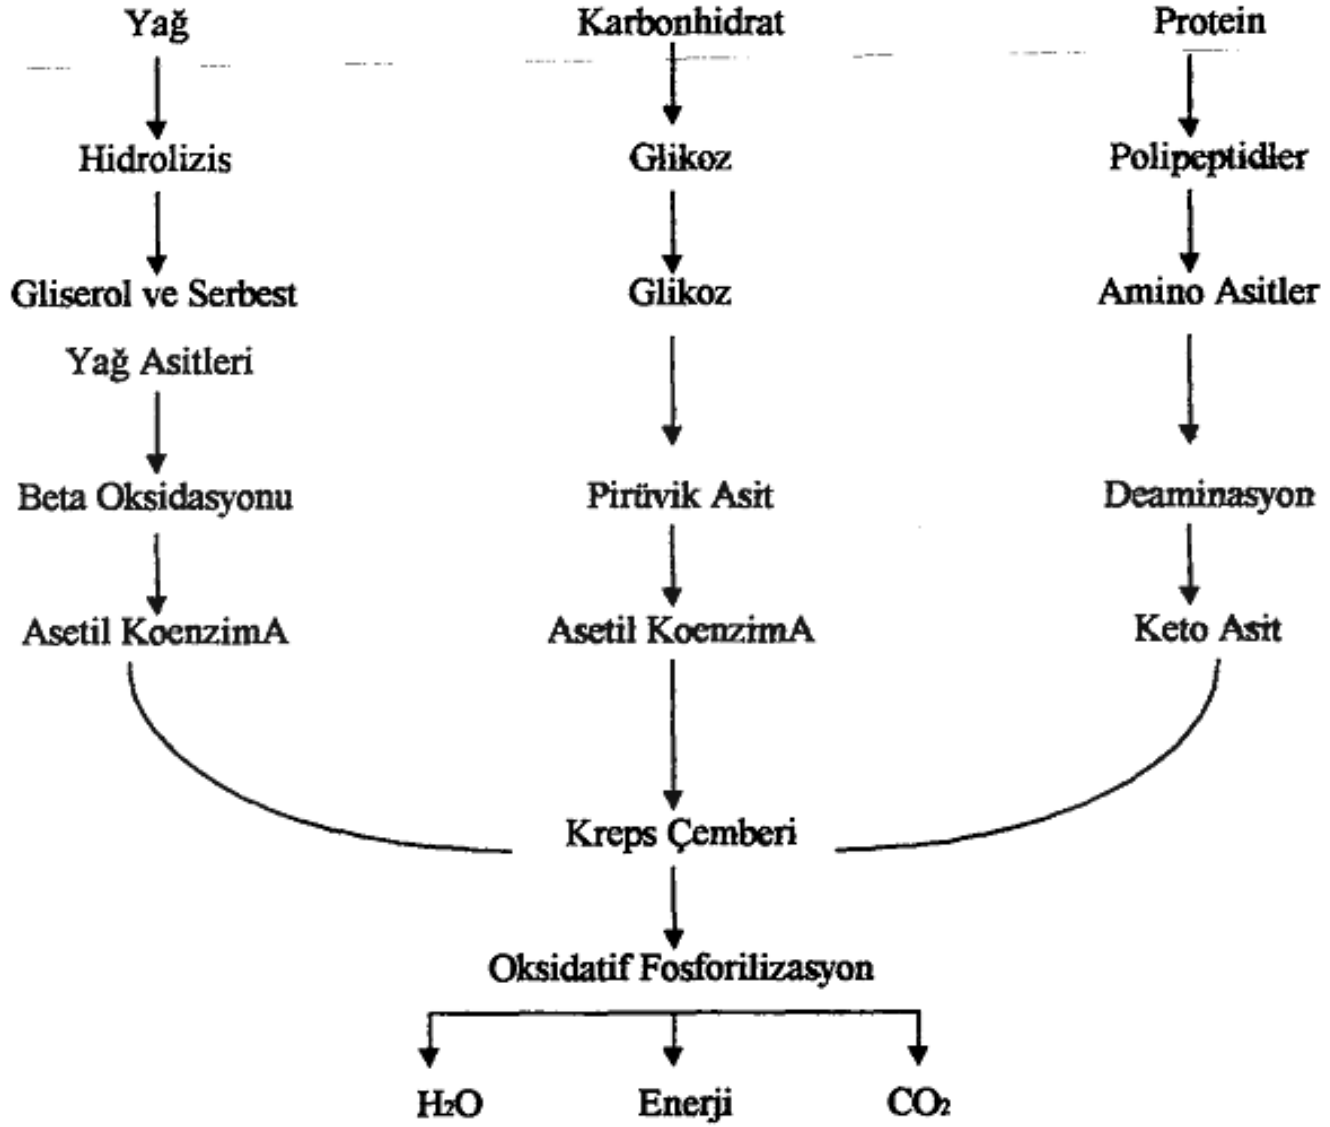 Yağ Karbonhidrat Protein
Hidrolizis Glikoz Polipeptidler
Gliserol ve Serbest Glikoz Amino Asitler
Yağ Asitleri
Beta Oksidasyonu Pirüvik Asit Deaminasyon
Asetil KoenzimA Asetil KoenzimA Keto Asit
Kreps Çemberi
Oksidatif Fosforilizasyon
H₂O Enerji CO₂